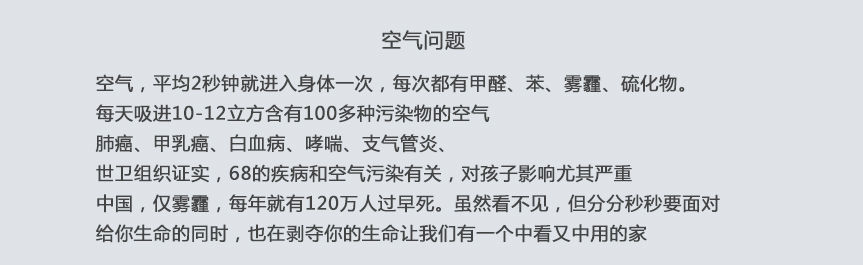 空气问题
空气，平均2秒钟就进入身体一次，每次都有甲醛、苯、雾霾、硫化物。
每天吸进10-12立方含有100多种污染物的空气
肺癌、甲乳癌、白血病、哮喘、支气管炎、
世卫组织证实，68的疾病和空气污染有关，对孩子影响尤其严重
中国，仅雾霾，每年就有120万人过早死。虽然看不见，但分分秒秒要面对
给你生命的同时，也在剥夺你的生命让我们有一个中看又中用的家